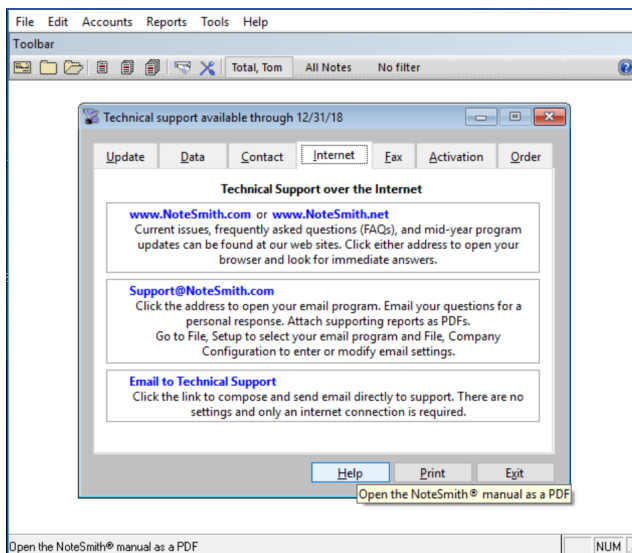 File Edit Accounts Reports Tools Help
Toolbar
Total, Tom All Notes No filter
Technical support available through 12/31/18
Update Data Contact Internet Fax Activation Order
Technical Support over the Internet
www.NoteSmith.com or www.NoteSmith.net
Current issues, frequently asked questions (FAQs), and mid-year program
updates can be found at our web sites. Click either address to open your
browser and look for immediate answers.
Support@NoteSmith.com
Click the address to open your email program. Email your questions for a
personal response. Attach supporting reports as PDFs.
Go to File, Setup to select your email program and File, Company
Configuration to enter or modify email settings.
Email to Technical Support
Click the link to compose and send email directly to support. There are no
settings and only an internet connection is required.
Help Print Exit
Open the NoteSmith® manual as a PDF
Open the NoteSmith® manual as a PDF NUM